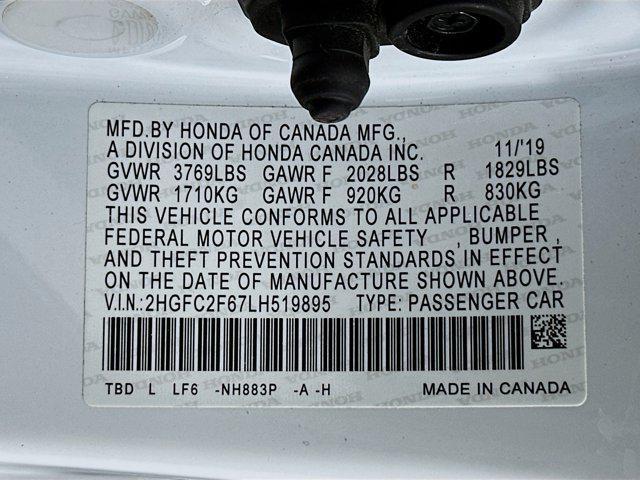 MFD.BY HONDA OF CANADA MFG.,
A DIVISION OF HONDA CANADA INC. 11/'19
GVWR 3769LBS GAWR F 2028LBS R 1829LBS
GVWR 1710KG GAWR F 920KG R 830KG
THIS VEHICLE CONFORMS TO ALL APPLICABLE
FEDERAL MOTOR VEHICLE SAFETY , BUMPER ,
AND THEFT PREVENTION STANDARDS IN EFFECT
ON THE DATE OF MANUFACTURE SHOWN ABOVE.
V.I.N.:2HGFC2F67LH519895 TYPE: PASSENGER CAR
TBD L LF6 -NH883P -A -H MADE IN CANADA